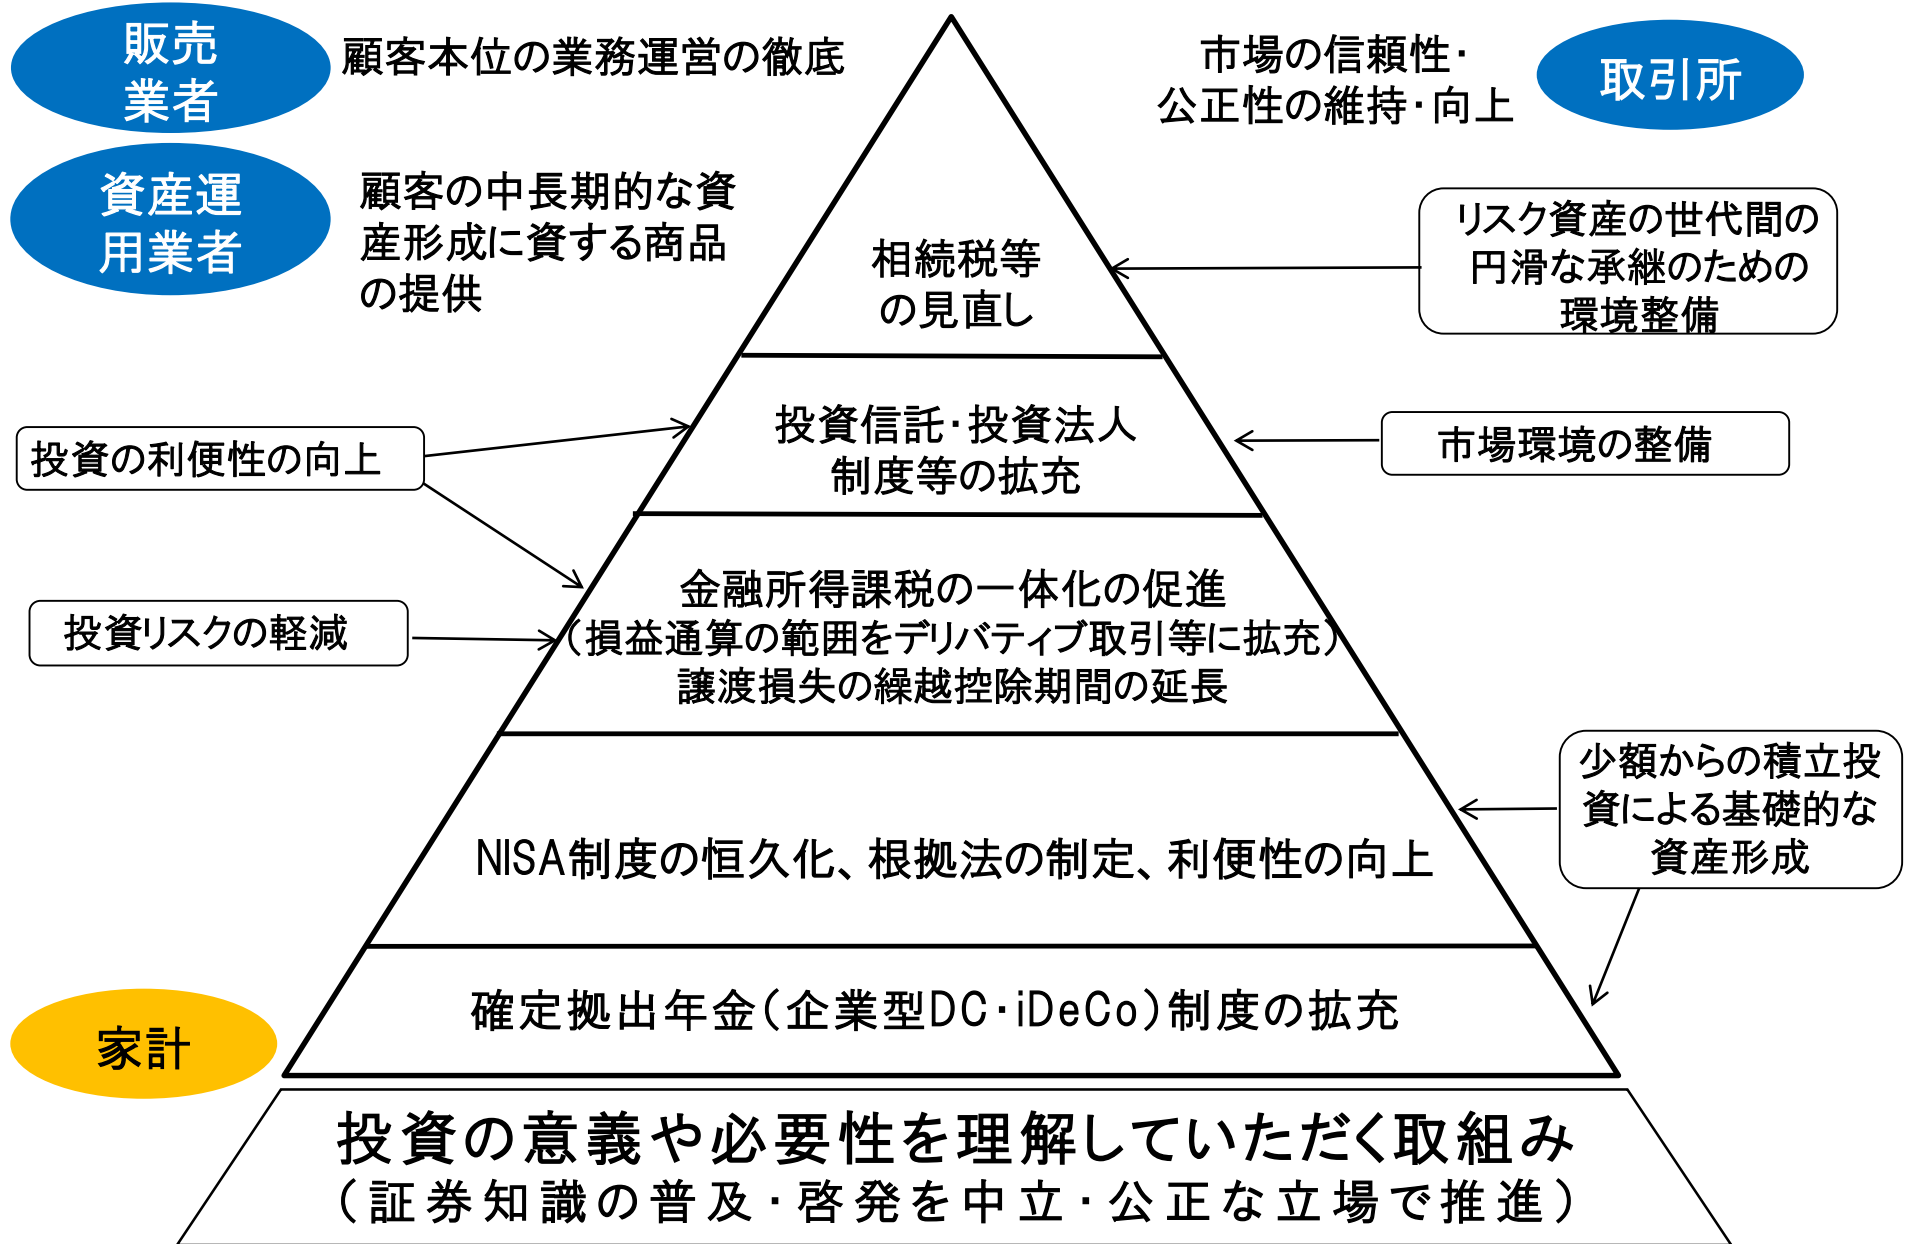 販売
業者
顧客本位の業務運営の徹底
市場の信頼性・
公正性の維持・向上
取引所
資産運
用業者
顧客の中長期的な資
産形成に資する商品
の提供
相続税等
の見直し
リスク資産の世代間の
円滑な承継のための
環境整備
投資の利便性の向上
投資信託・投資法人
制度等の拡充
市場環境の整備
投資リスクの軽減
金融所得課税の一体化の促進
（損益通算の範囲をデリバティブ取引等に拡充）
譲渡損失の繰越控除期間の延長
少額からの積立投
資による基礎的な
資産形成
NISA制度の恒久化、根拠法の制定、利便性の向上
家計
確定拠出年金（企業型DC・iDeCo）制度の拡充
投資の意義や必要性を理解していただく取組み
（証券知識の普及・啓発を中立・公正な立場で推進）